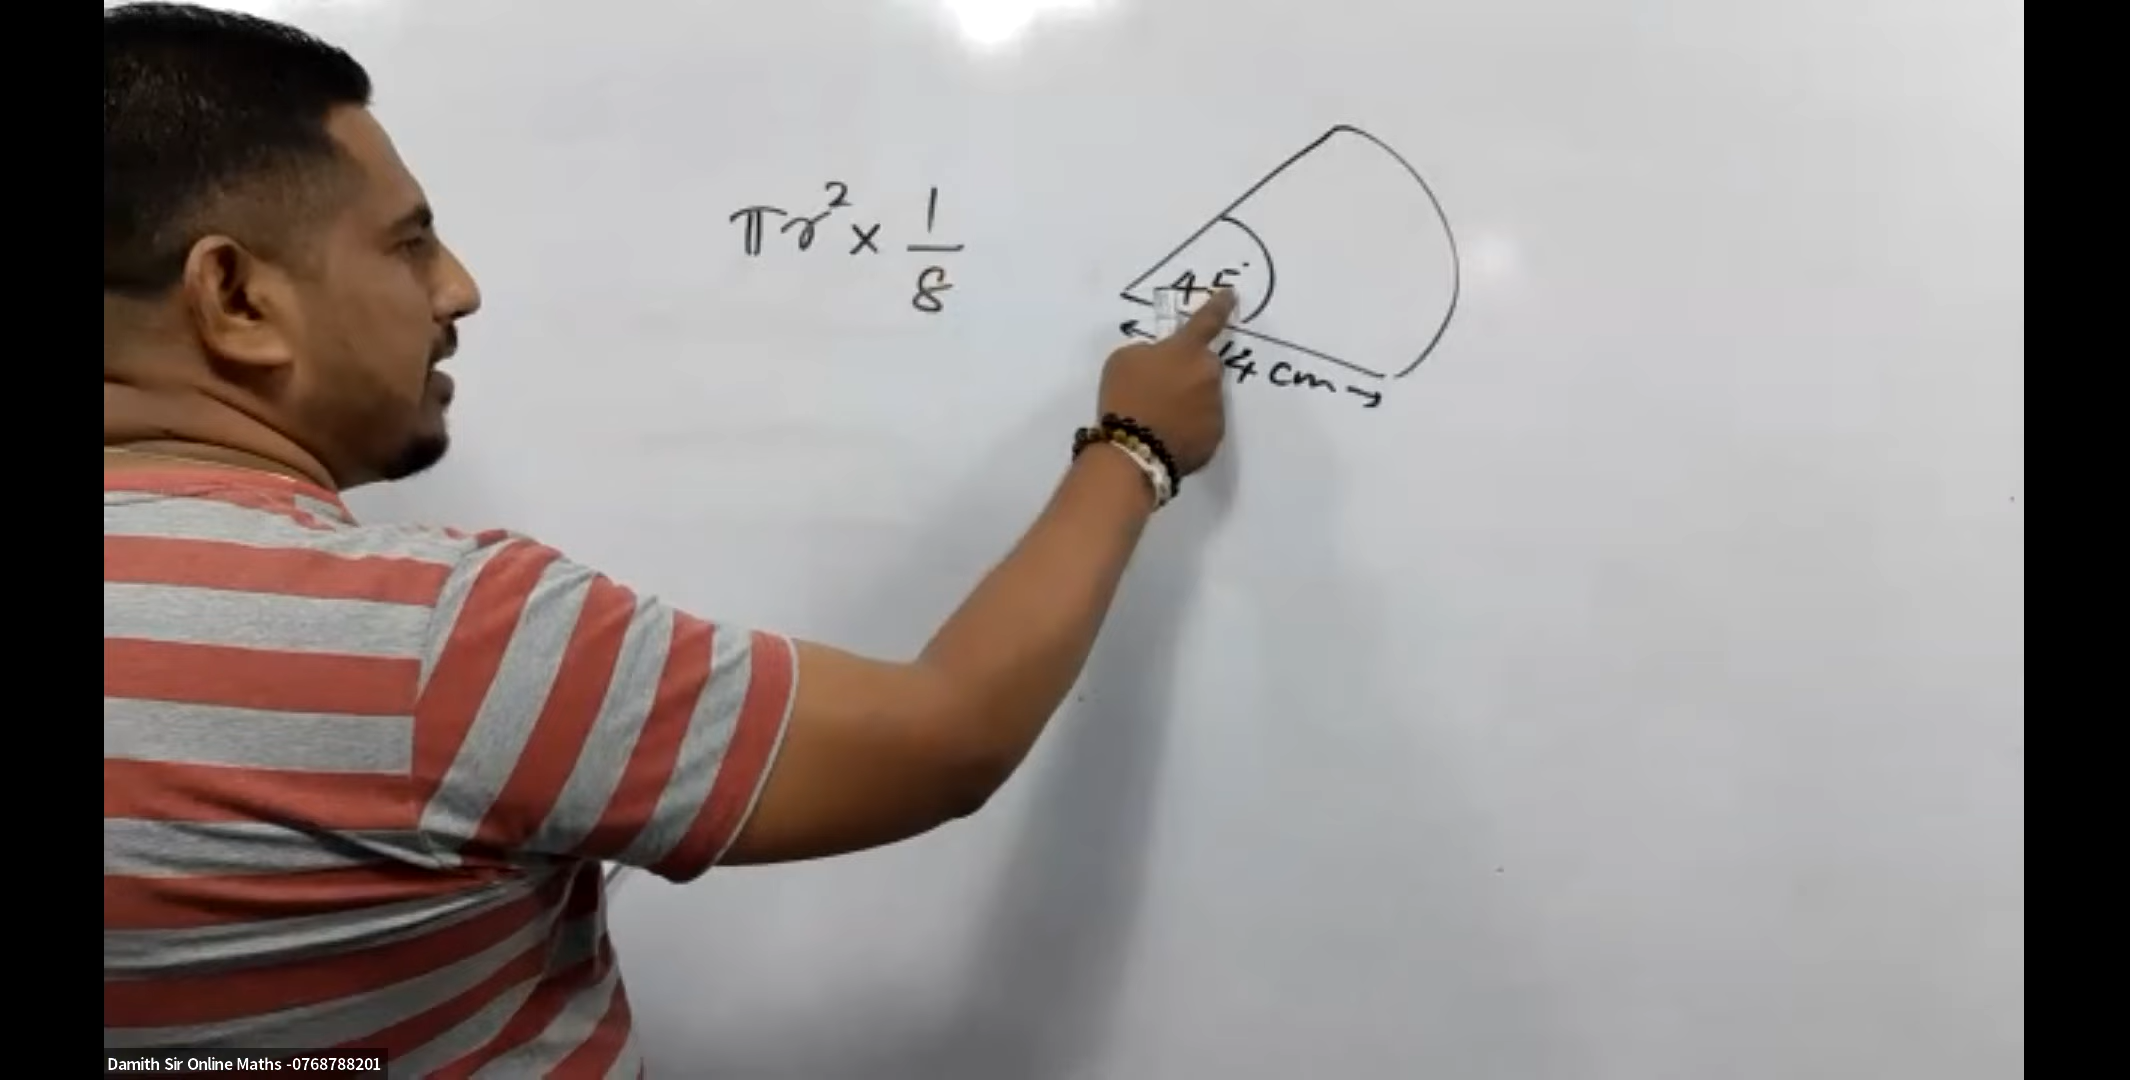 πr² × 1/8
45°
14 cm
Damith Sir Online Maths -0768788201